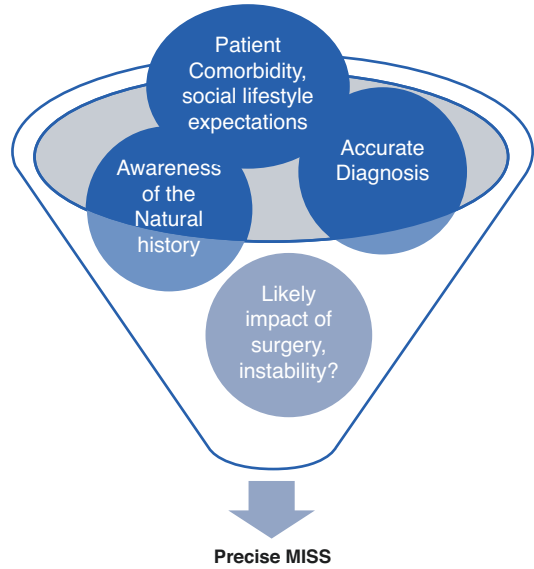 Patient
Comorbidity,
social lifestyle
expectations
Accurate
Diagnosis
Awareness
of the
Natural
history
Likely
impact of
surgery,
instability?
Precise MISS